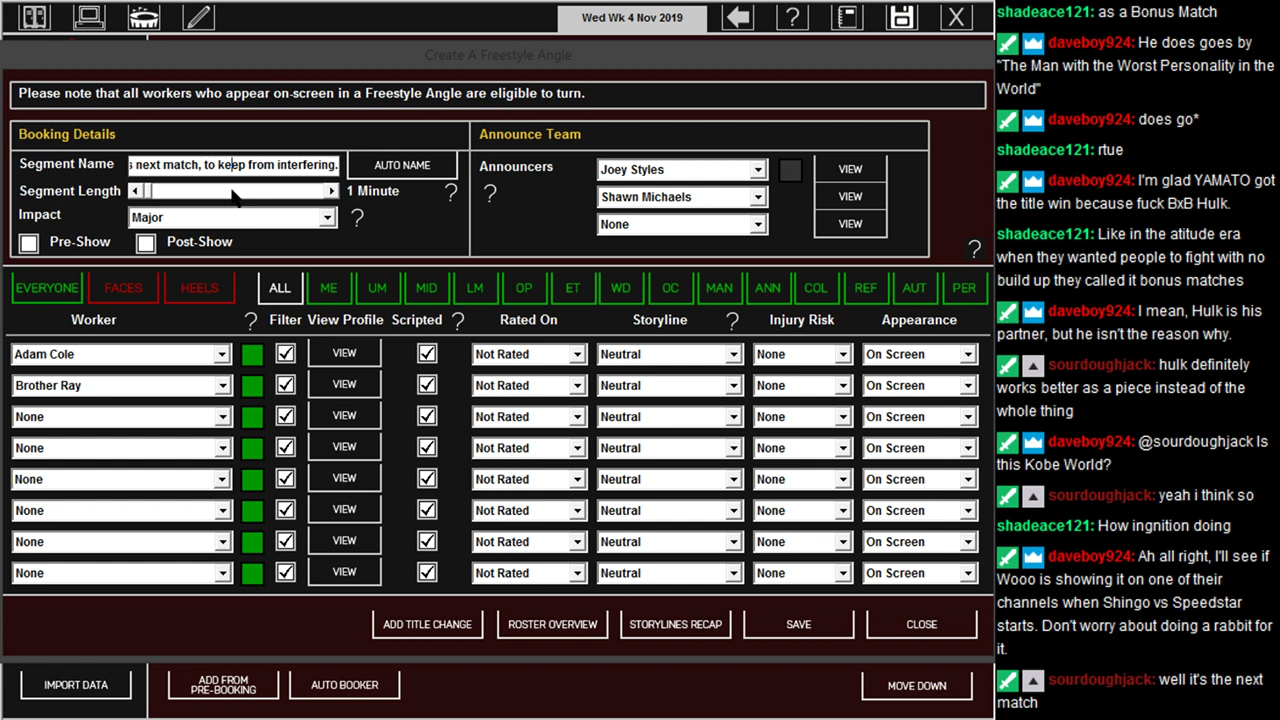 Wed Wk 4 Nov 2019
?
X
Create A Freestyle Angle
Please note that all workers who appear on-screen in a Freestyle Angle are eligible to turn.
Booking Details
Segment Name
s next match, to keep from interfering.
AUTO NAME
Segment Length
1 Minute
?
Impact
Major
?
Pre-Show
Post-Show
Announce Team
Announcers
?
Joey Styles
VIEW
Shawn Michaels
VIEW
None
VIEW
?
EVERYONE FACES HEELS ALL ME UM MID LM OP ET WD OC MAN ANN COL REF AUT PER
Worker ? Filter View Profile Scripted ? Rated On Storyline ? Injury Risk Appearance
Adam Cole VIEW Not Rated Neutral None On Screen
Brother Ray VIEW Not Rated Neutral None On Screen
None VIEW Not Rated Neutral None On Screen
None VIEW Not Rated Neutral None On Screen
None VIEW Not Rated Neutral None On Screen
None VIEW Not Rated Neutral None On Screen
None VIEW Not Rated Neutral None On Screen
None VIEW Not Rated Neutral None On Screen
ADD TITLE CHANGE
ROSTER OVERVIEW
STORYLINES RECAP
SAVE
CLOSE
IMPORT DATA
ADD FROM
PRE-BOOKING
AUTO BOOKER
MOVE DOWN
shadeace121: as a Bonus Match
daveboy924: He does goes by
"The Man with the Worst Personality in the
World"
daveboy924: does go*
shadeace121: rtue
daveboy924: I'm glad YAMATO got
the title win because fuck BxB Hulk.
shadeace121: Like in the atitude era
when they wanted people to fight with no
build up they called it bonus matches
daveboy924: I mean, Hulk is his
partner, but he isn't the reason why.
sourdoughjack: hulk definitely
works better as a piece instead of the
whole thing
daveboy924: @sourdoughjack Is
this Kobe World?
sourdoughjack: yeah i think so
shadeace121: How ingnition doing
daveboy924: Ah all right, I'll see if
Wooo is showing it on one of their
channels when Shingo vs Speedstar
starts. Don't worry about doing a rabbit for
it.
sourdoughjack: well it's the next
match